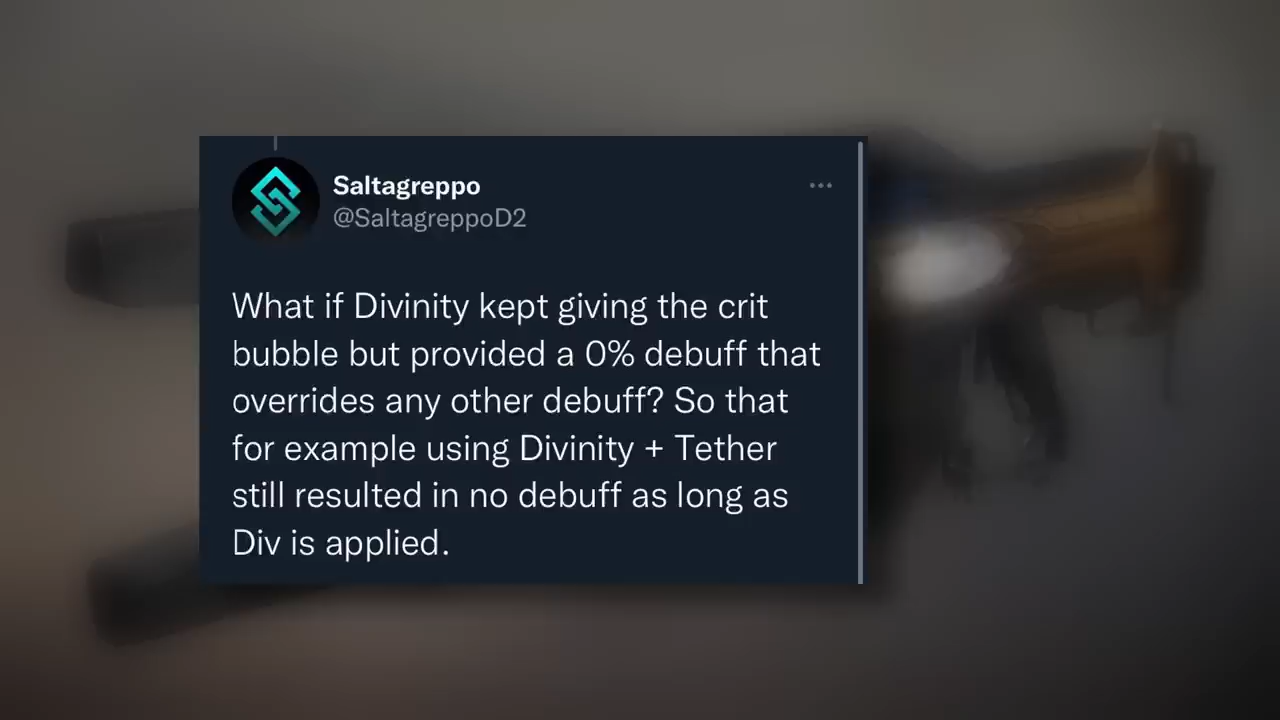 Saltagreppo
@SaltagreppoD2
What if Divinity kept giving the crit
bubble but provided a 0% debuff that
overrides any other debuff? So that
for example using Divinity + Tether
still resulted in no debuff as long as
Div is applied.